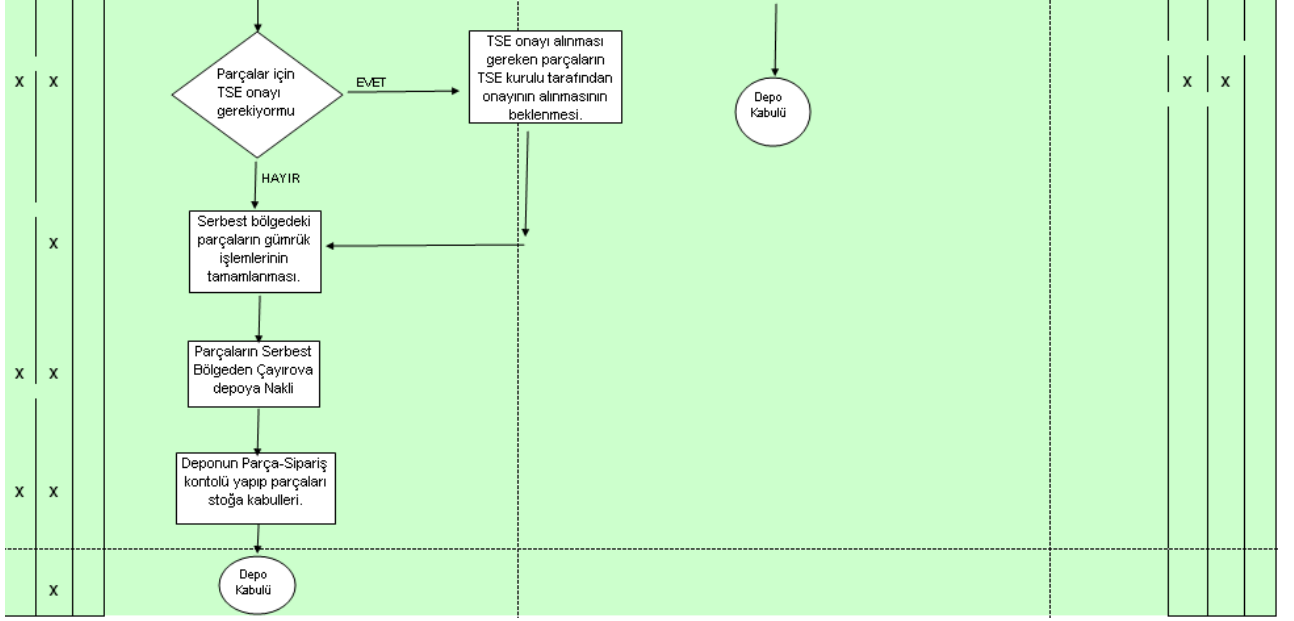 Parçalar için
TSE onayı
gerekiyormu
EVET
TSE onayı alınması
gereken parçaların
TSE kurulu tarafından
onayının alınmasının
beklenmesi.
Depo
Kabulü
X X
X X
HAYIR
Serbest bölgedeki
parçaların gümrük
işlemlerinin
tamamlanması.
X
Parçaların Serbest
Bölgeden Çayırova
depoya Nakli
X X
Deponun Parça-Sipariş
kontolü yapıp parçaları
stoğa kabulleri.
X X
Depo
Kabulü
X